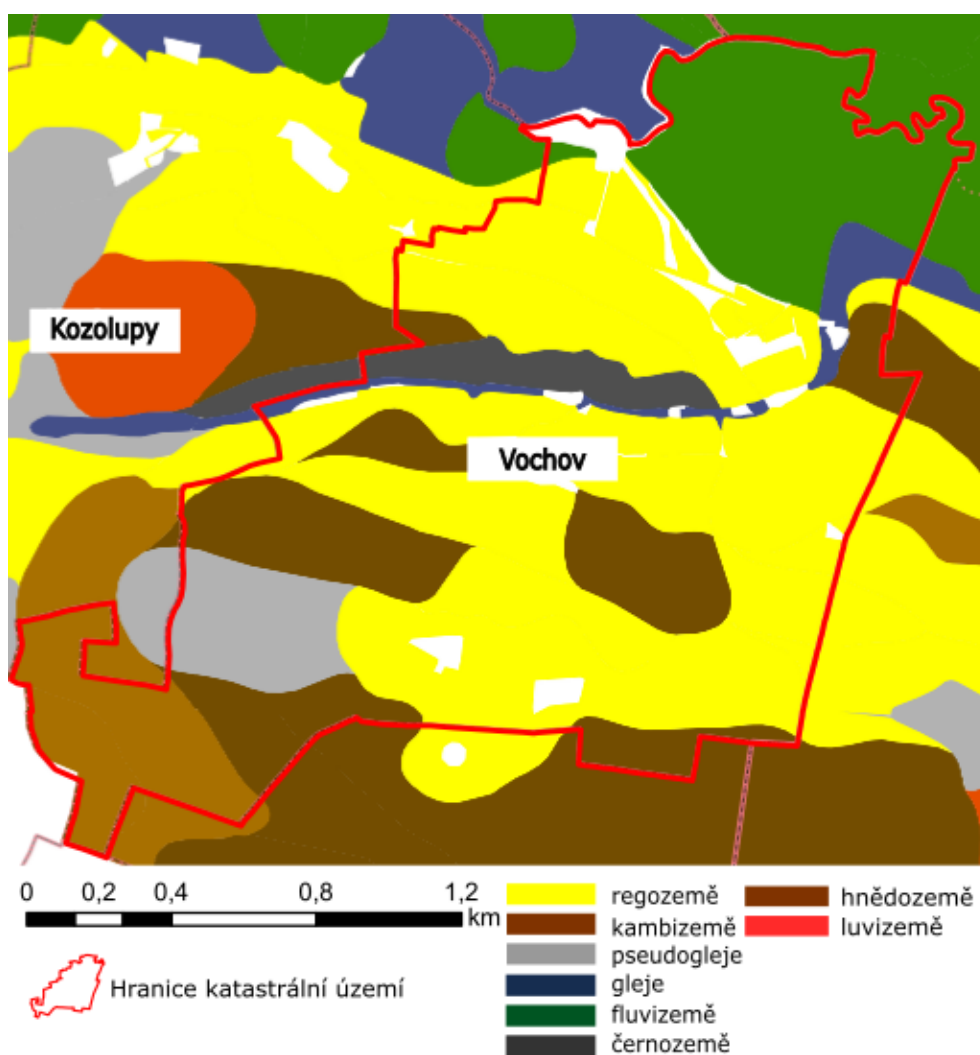 Kozolupy
Vochov
0 0,2 0,4 0,8 1,2
km
Hranice katastrální území
regozemě
kambizemě
pseudogleje
gleje
fluvizemě
černozemě
hnědozemě
luvizemě